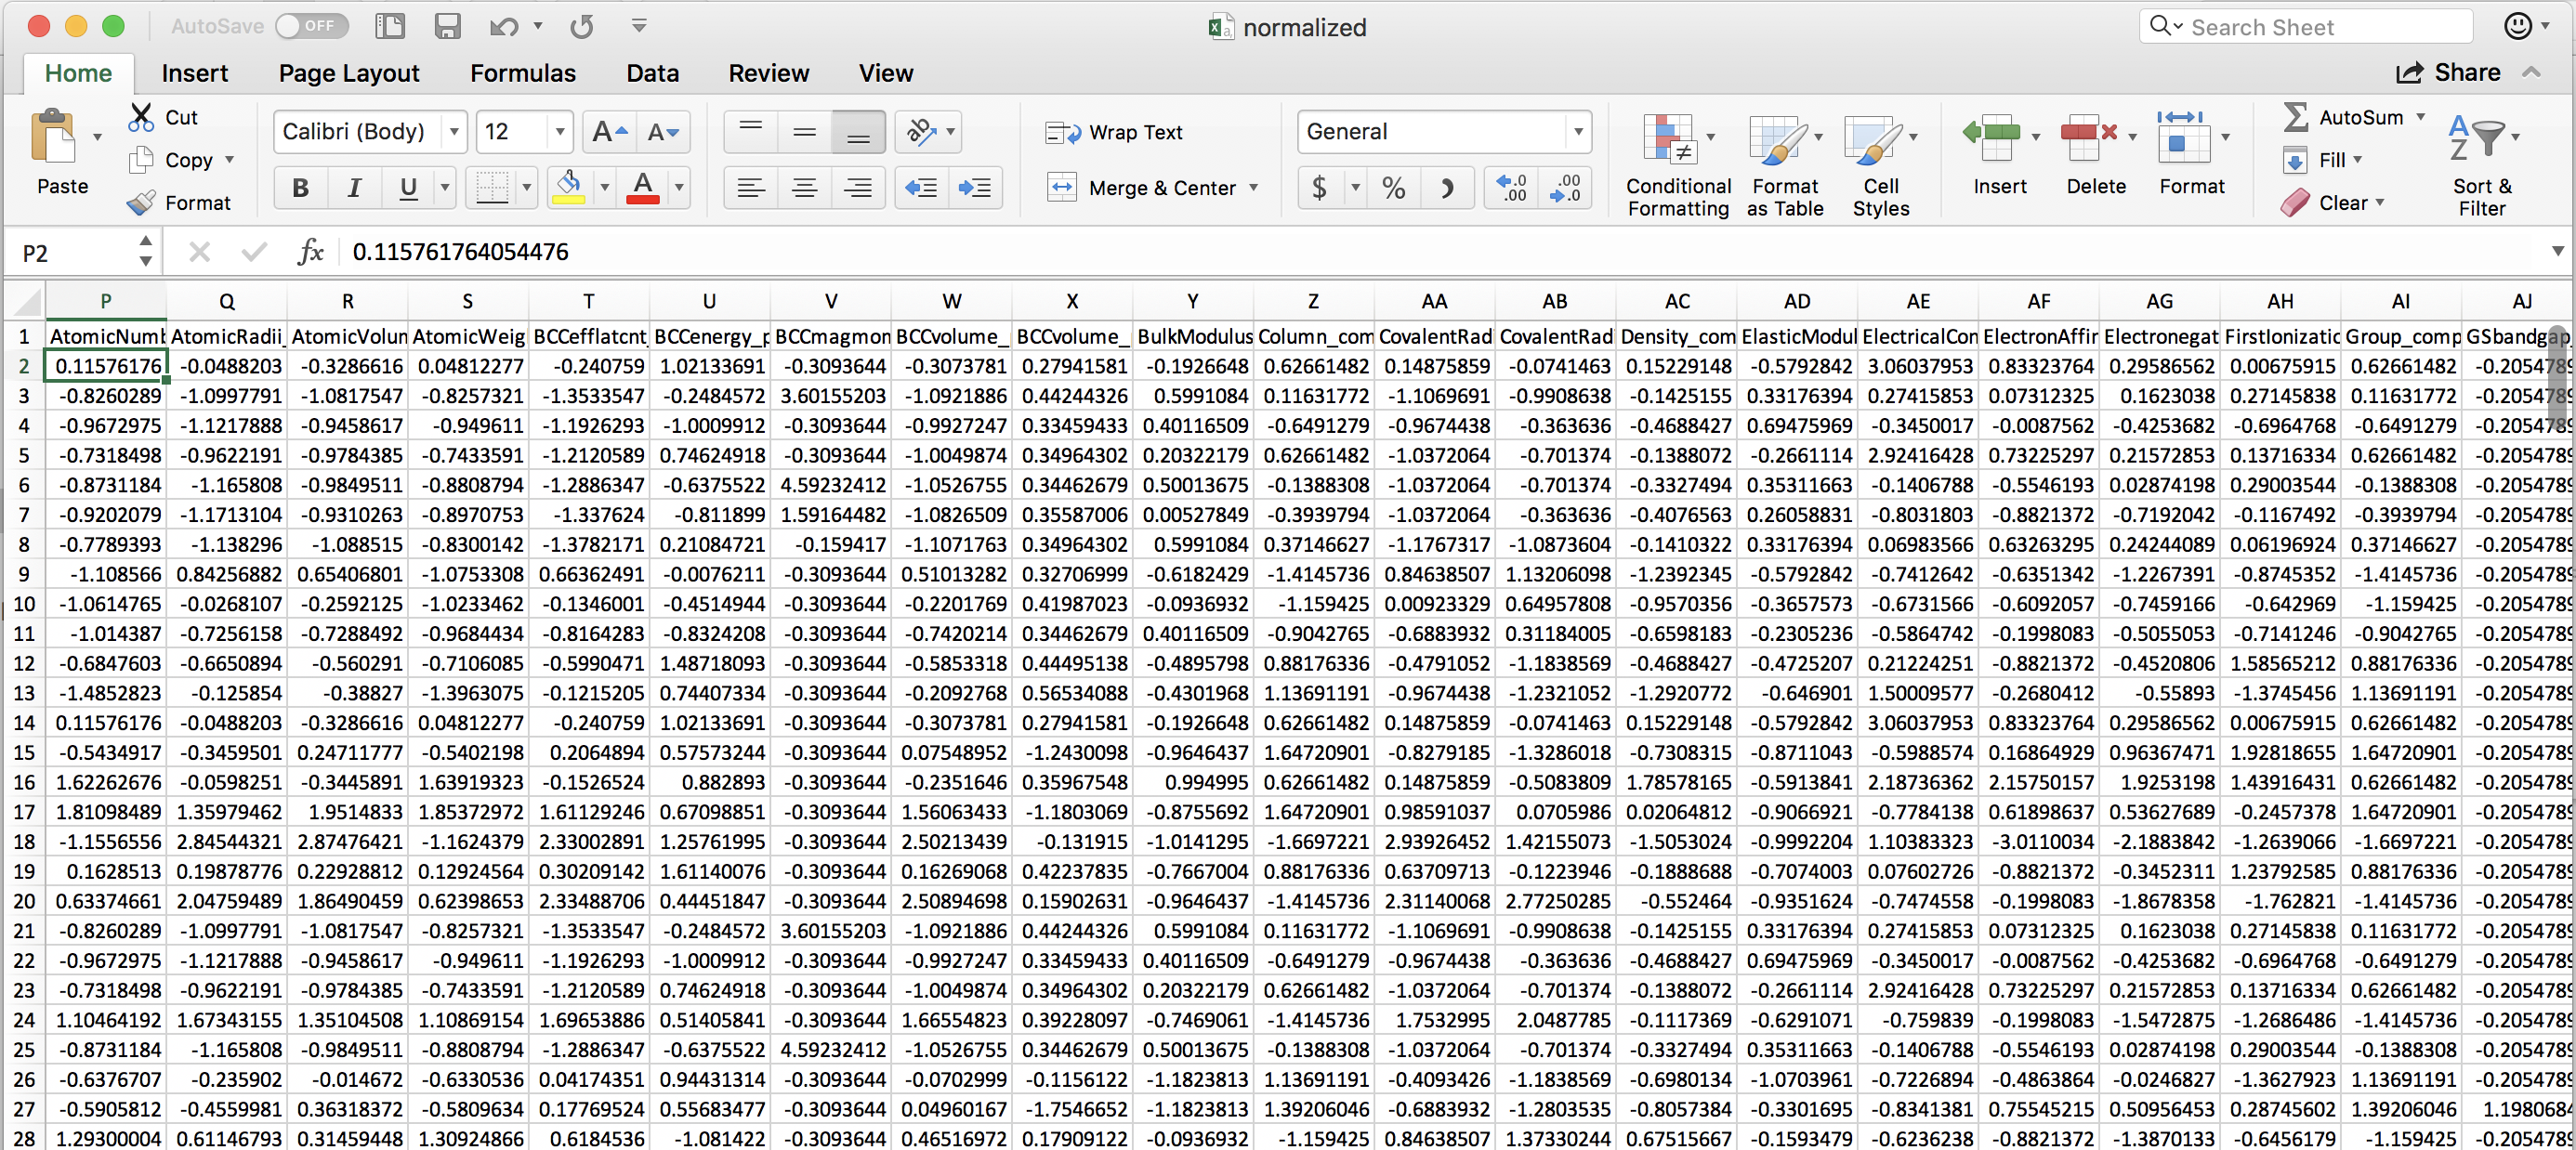 AutoSave OFF normalized Search Sheet
Home Insert Page Layout Formulas Data Review View Share
Paste Cut Copy Format Calibri (Body) 12 A A ab Wrap Text General Conditional Formatting Format as Table Cell Styles Insert Delete Format AutoSum Fill Clear Sort & Filter
B I U A Merge & Center $ % .0 .00 .00 .0
P2 fx 0.115761764054476
P Q R S T U V W X Y Z AA AB AC AD AE AF AG AH AI AJ
1 AtomicNumb AtomicRadii_ AtomicVolun AtomicWeig BCCefflatcnt_ BCCenergy_p BCCmagmon BCCvolume_ BCCvolume_ BulkModulus Column_com CovalentRad CovalentRad Density_com ElasticModul ElectricalCon ElectronAffir Electronegat FirstIonizatic Group_comp GSbandgap_
2 0.11576176 -0.0488203 -0.3286616 0.04812277 -0.240759 1.02133691 -0.3093644 -0.3073781 0.27941581 -0.1926648 0.62661482 0.14875859 -0.0741463 0.15229148 -0.5792842 3.06037953 0.83323764 0.29586562 0.00675915 0.62661482 -0.2054789
3 -0.8260289 -1.0997791 -1.0817547 -0.8257321 -1.3533547 -0.2484572 3.60155203 -1.0921886 0.44244326 0.5991084 0.11631772 -1.1069691 -0.9908638 -0.1425155 0.33176394 0.27415853 0.07312325 0.1623038 0.27145838 0.11631772 -0.2054789
4 -0.9672975 -1.1217888 -0.9458617 -0.949611 -1.1926293 -1.0009912 -0.3093644 -0.9927247 0.33459433 0.40116509 -0.6491279 -0.9674438 -0.363636 -0.4688427 0.69475969 -0.3450017 -0.0087562 -0.4253682 -0.6964768 -0.6491279 -0.2054789
5 -0.7318498 -0.9622191 -0.9784385 -0.7433591 -1.2120589 0.74624918 -0.3093644 -1.0049874 0.34964302 0.20322179 0.62661482 -1.0372064 -0.701374 -0.1388072 -0.2661114 2.92416428 0.73225297 0.21572853 0.13716334 0.62661482 -0.2054789
6 -0.8731184 -1.165808 -0.9849511 -0.8808794 -1.2886347 -0.6375522 4.59232412 -1.0526755 0.34462679 0.50013675 -0.1388308 -1.0372064 -0.701374 -0.3327494 0.35311663 -0.1406788 -0.5546193 0.02874198 0.29003544 -0.1388308 -0.2054789
7 -0.9202079 -1.1713104 -0.9310263 -0.8970753 -1.337624 -0.811899 1.59164482 -1.0826509 0.35587006 0.00527849 -0.3939794 -1.0372064 -0.363636 -0.4076563 0.26058831 -0.8031803 -0.8821372 -0.7192042 -0.1167492 -0.3939794 -0.2054789
8 -0.7789393 -1.138296 -1.088515 -0.8300142 -1.3782171 0.21084721 -0.159417 -1.1071763 0.34964302 0.5991084 0.37146627 -1.1767317 -1.0873604 -0.1410322 0.33176394 0.06983566 0.63263295 0.24244089 0.06196924 0.37146627 -0.2054789
9 -1.108566 0.84256882 0.65406801 -1.0753308 0.66362491 -0.0076211 -0.3093644 0.51013282 0.32706999 -0.6182429 -1.4145736 0.84638507 1.13206098 -1.2392345 -0.5792842 -0.7412642 -0.6351342 -1.2267391 -0.8745352 -1.4145736 -0.2054789
10 -1.0614765 -0.0268107 -0.2592125 -1.0233462 -0.1346001 -0.4514944 -0.3093644 -0.2201769 0.41987023 -0.0936932 -1.159425 0.00923329 0.64957808 -0.9570356 -0.3657573 -0.6731566 -0.6092057 -0.7459166 -0.642969 -1.159425 -0.2054789
11 -1.014387 -0.7256158 -0.7288492 -0.9684434 -0.8164283 -0.8324208 -0.3093644 -0.7420214 0.34462679 0.40116509 -0.9042765 -0.6883932 0.31184005 -0.6598183 -0.2305236 -0.5864742 -0.1998083 -0.5055053 -0.7141246 -0.9042765 -0.2054789
12 -0.6847603 -0.6650894 -0.560291 -0.7106085 -0.5990471 1.48718093 -0.3093644 -0.5853318 0.44495138 -0.4895798 0.88176336 -0.4791052 -1.1838569 -0.4688427 -0.4725207 0.21224251 -0.8821372 -0.4520806 1.58565212 0.88176336 -0.2054789
13 -1.4852823 -0.125854 -0.38827 -1.3963075 -0.1215205 0.74407334 -0.3093644 -0.2092768 0.56534088 -0.4301968 1.13691191 -0.9674438 -1.2321052 -1.2920772 -0.646901 1.50009577 -0.2680412 -0.55893 -1.3745456 1.13691191 -0.2054789
14 0.11576176 -0.0488203 -0.3286616 0.04812277 -0.240759 1.02133691 -0.3093644 -0.3073781 0.27941581 -0.1926648 0.62661482 0.14875859 -0.0741463 0.15229148 -0.5792842 3.06037953 0.83323764 0.29586562 0.00675915 0.62661482 -0.2054789
15 -0.5434917 -0.3459501 0.24711777 -0.5402198 0.2064894 0.57573244 -0.3093644 0.07548952 -1.2430098 -0.9646437 1.64720901 -0.8279185 -1.3286018 -0.7308315 -0.8711043 -0.5988574 0.16864929 0.96367471 1.92818655 1.64720901 -0.2054789
16 1.62262676 -0.0598251 -0.3445891 1.63919323 -0.1526524 0.882893 -0.3093644 -0.2351646 0.35967548 0.994995 0.62661482 0.14875859 -0.5083809 1.78578165 -0.5913841 2.18736362 2.15750157 1.9253198 1.43916431 0.62661482 -0.2054789
17 1.81098489 1.35979462 1.9514833 1.85372972 1.61129246 0.67098851 -0.3093644 1.56063433 -1.1803069 -0.8755692 1.64720901 0.98591037 0.0705986 0.02064812 -0.9066921 -0.7784138 0.61898637 0.53627689 -0.2457378 1.64720901 -0.2054789
18 -1.1556556 2.84544321 2.87476421 -1.1624379 2.33002891 1.25761995 -0.3093644 2.50213439 -0.131915 -1.0141295 -1.6697221 2.93926452 1.42155073 -1.5053024 -0.9992204 1.10383323 -3.0110034 -2.1883842 -1.2639066 -1.6697221 -0.2054789
19 0.1628513 0.19878776 0.22928812 0.12924564 0.30209142 1.61140076 -0.3093644 0.16269068 0.42237835 -0.7667004 0.88176336 0.63709713 -0.1223946 -0.1888688 -0.7074003 0.07602726 -0.8821372 -0.3452311 1.23792585 0.88176336 -0.2054789
20 0.63374661 2.04759489 1.86490459 0.62398653 2.33488706 0.44451847 -0.3093644 2.50894698 0.15902631 -0.9646437 -1.4145736 2.31140068 2.77250285 -0.552464 -0.9351624 -0.7474558 -0.1998083 -1.8678358 -1.762821 -1.4145736 -0.2054789
21 -0.8260289 -1.0997791 -1.0817547 -0.8257321 -1.3533547 -0.2484572 3.60155203 -1.0921886 0.44244326 0.5991084 0.11631772 -1.1069691 -0.9908638 -0.1425155 0.33176394 0.27415853 0.07312325 0.1623038 0.27145838 0.11631772 -0.2054789
22 -0.9672975 -1.1217888 -0.9458617 -0.949611 -1.1926293 -1.0009912 -0.3093644 -0.9927247 0.33459433 0.40116509 -0.6491279 -0.9674438 -0.363636 -0.4688427 0.69475969 -0.3450017 -0.0087562 -0.4253682 -0.6964768 -0.6491279 -0.2054789
23 -0.7318498 -0.9622191 -0.9784385 -0.7433591 -1.2120589 0.74624918 -0.3093644 -1.0049874 0.34964302 0.20322179 0.62661482 -1.0372064 -0.701374 -0.1388072 -0.2661114 2.92416428 0.73225297 0.21572853 0.13716334 0.62661482 -0.2054789
24 1.10464192 1.67343155 1.35104508 1.10869154 1.69653886 0.51405841 -0.3093644 1.66554823 0.39228097 -0.7469061 -1.4145736 1.7532995 2.0487785 -0.1117369 -0.6291071 -0.759839 -0.1998083 -1.5472875 -1.2686486 -1.4145736 -0.2054789
25 -0.8731184 -1.165808 -0.9849511 -0.8808794 -1.2886347 -0.6375522 4.59232412 -1.0526755 0.34462679 0.50013675 -0.1388308 -1.0372064 -0.701374 -0.3327494 0.35311663 -0.1406788 -0.5546193 0.02874198 0.29003544 -0.1388308 -0.2054789
26 -0.6376707 -0.235902 -0.014672 -0.6330536 0.04174351 0.94431314 -0.3093644 -0.0702999 -0.1156122 -1.1823813 1.13691191 -0.4093426 -1.1838569 -0.6980134 -1.0703961 -0.7226894 -0.4863864 -0.0246827 -1.3627923 1.13691191 -0.2054789
27 -0.5905812 -0.4559981 0.36318372 -0.5809634 0.17769524 0.55683477 -0.3093644 0.04960167 -1.7546652 -1.1823813 1.39206046 -0.6883932 -1.2803535 -0.8057384 -0.3301695 -0.8341381 0.75545215 0.50956453 0.28745602 1.39206046 1.1980684
28 1.29300004 0.61146793 0.31459448 1.30924866 0.6184536 -1.081422 -0.3093644 0.46516972 0.17909122 -0.0936932 -1.159425 0.84638507 1.37330244 0.67515667 -0.1593479 -0.6236238 -0.8821372 -1.3870133 -0.6456179 -1.159425 -0.2054789